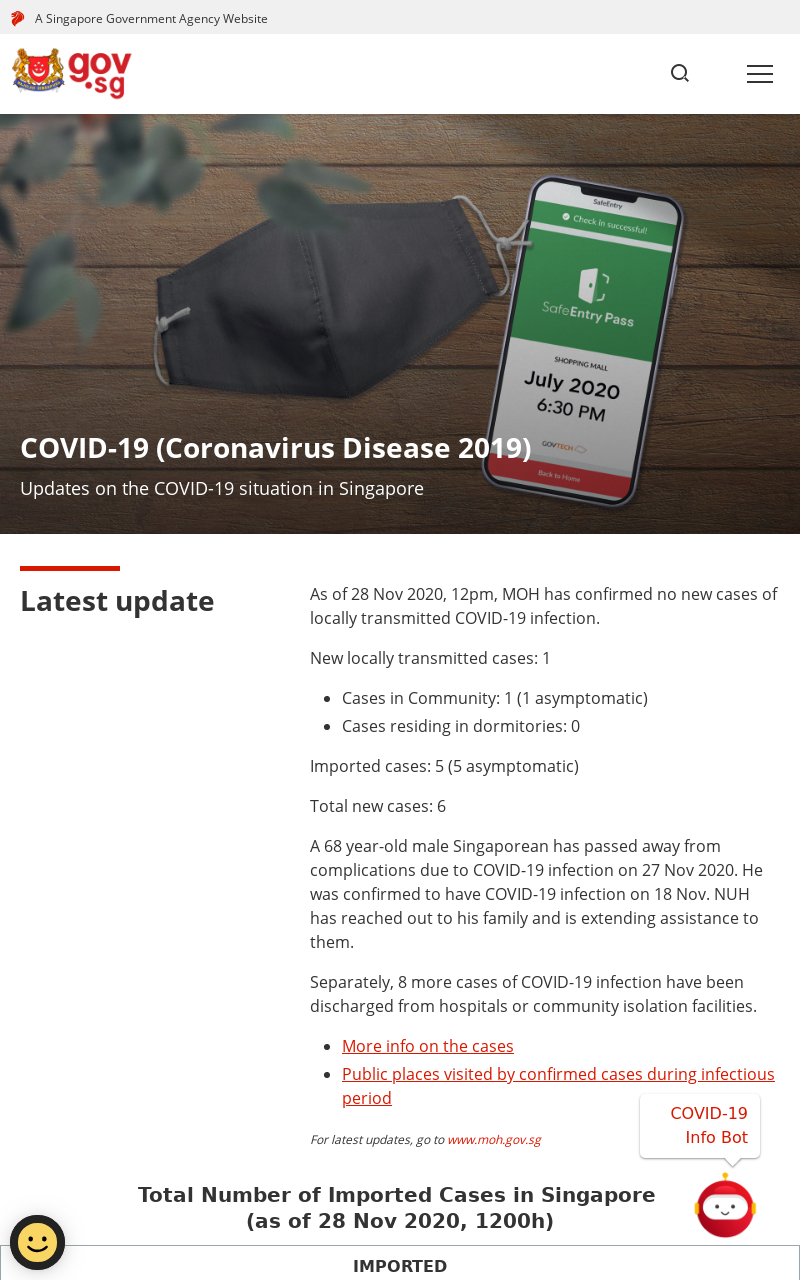 A Singapore Government Agency Website
gov
.sg
SafeEntry
Check in successful!
SafeEntry Pass
SHOPPING MALL
July 2020
6:30 PM
GOVTECH
Back to Home
COVID-19 (Coronavirus Disease 2019)
Updates on the COVID-19 situation in Singapore
Latest update
As of 28 Nov 2020, 12pm, MOH has confirmed no new cases of
locally transmitted COVID-19 infection.
New locally transmitted cases: 1
Cases in Community: 1 (1 asymptomatic)
Cases residing in dormitories: 0
Imported cases: 5 (5 asymptomatic)
Total new cases: 6
A 68 year-old male Singaporean has passed away from
complications due to COVID-19 infection on 27 Nov 2020. He
was confirmed to have COVID-19 infection on 18 Nov. NUH
has reached out to his family and is extending assistance to
them.
Separately, 8 more cases of COVID-19 infection have been
discharged from hospitals or community isolation facilities.
More info on the cases
Public places visited by confirmed cases during infectious
period
For latest updates, go to www.moh.gov.sg
COVID-19
Info Bot
Total Number of Imported Cases in Singapore
(as of 28 Nov 2020, 1200h)
IMPORTED